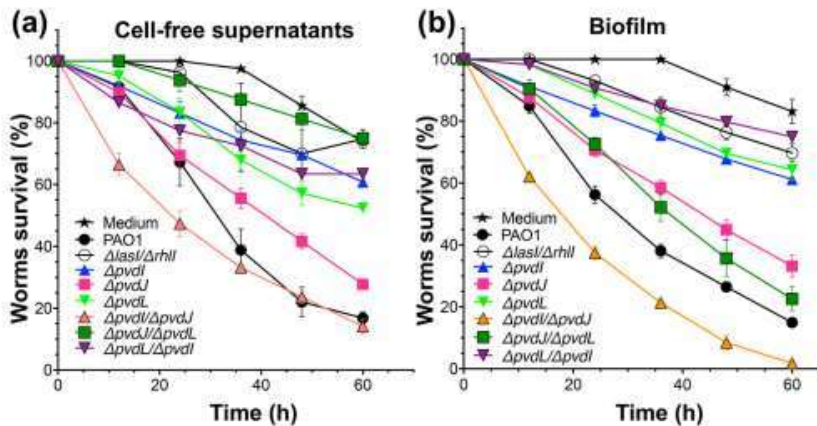 (a)
Cell-free supernatants
Worms survival (%)
100
80
60
40
20
0
Medium
PAO1
ΔlasI/ΔrhlI
ΔpvdI
ΔpvdJ
ΔpvdL
ΔpvdI/ΔpvdJ
ΔpvdJ/ΔpvdL
ΔpvdL/ΔpvdI
0 20 40 60
Time (h)
(b)
Biofilm
Worms survival (%)
100
80
60
40
20
0
Medium
PAO1
ΔlasI/ΔrhlI
ΔpvdI
ΔpvdJ
ΔpvdL
ΔpvdI/ΔpvdJ
ΔpvdJ/ΔpvdL
ΔpvdL/ΔpvdI
0 20 40 60
Time (h)